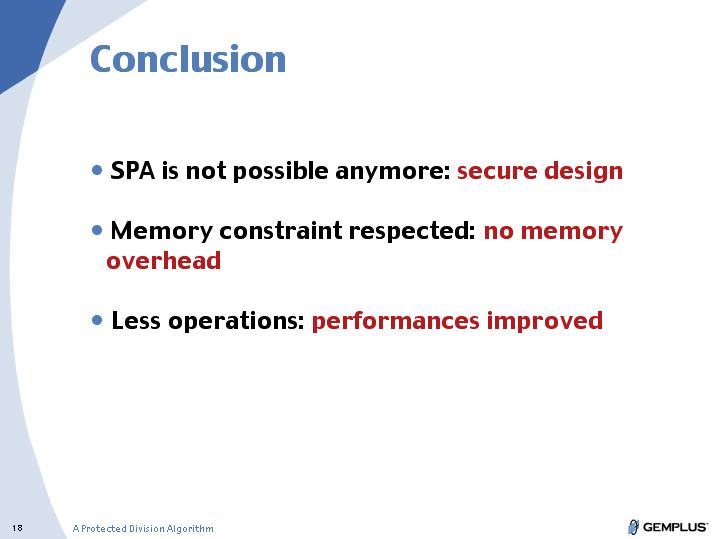 Conclusion
• SPA is not possible anymore: secure design
• Memory constraint respected: no memory
overhead
• Less operations: performances improved
18
A Protected Division Algorithm
GEMPLUS™